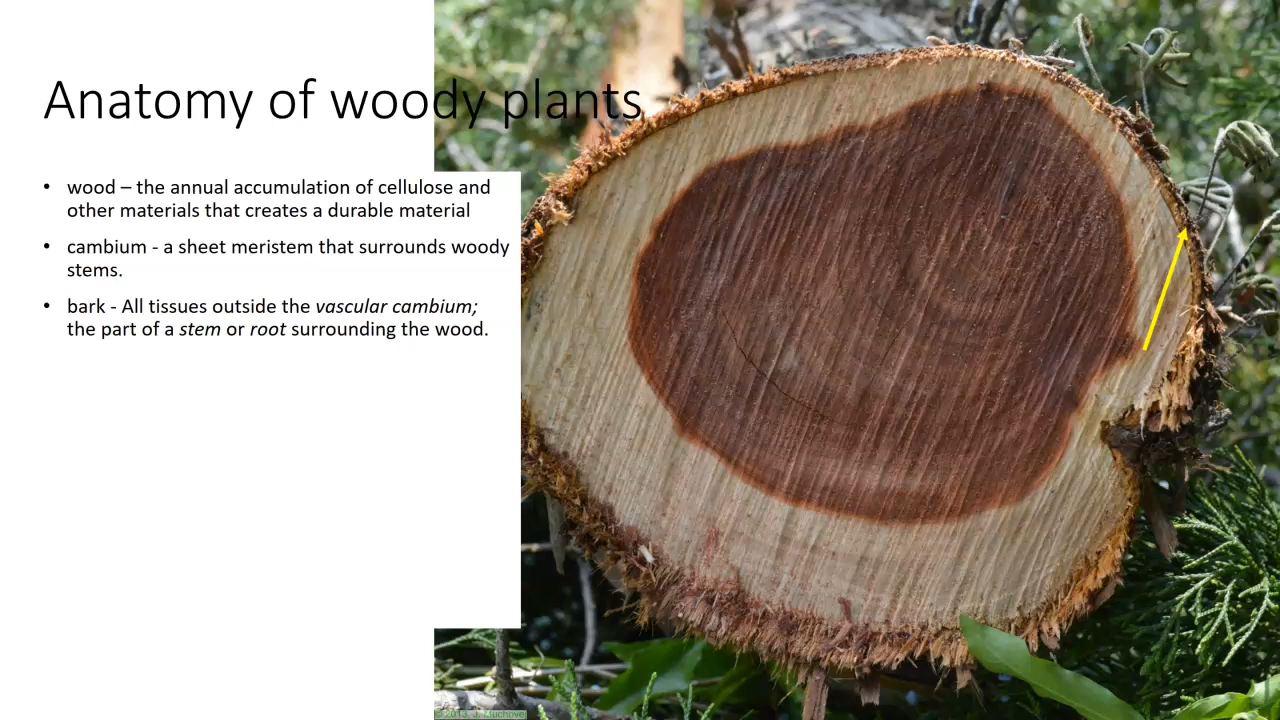 Anatomy of woody plants
• wood – the annual accumulation of cellulose and
other materials that creates a durable material
• cambium - a sheet meristem that surrounds woody
stems.
• bark - All tissues outside the vascular cambium;
the part of a stem or root surrounding the wood.
© 2013, J. Kluchovej